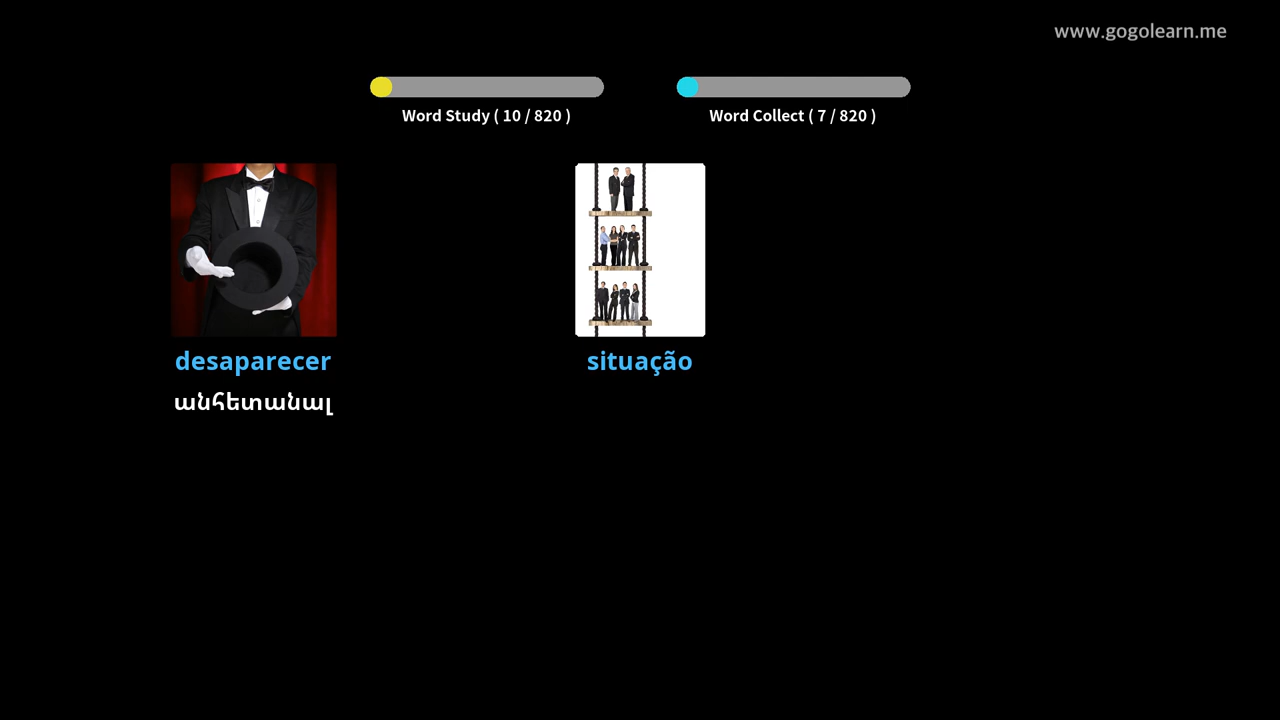 www.gogolearn.me
Word Study ( 10 / 820 )
Word Collect ( 7 / 820 )
desaparecer
situação
անհետանալ